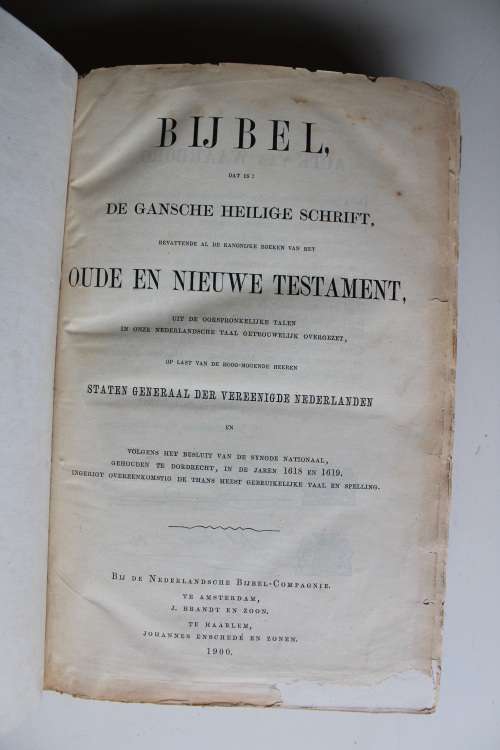 BIJBEL,
DAT IS:
DE GANSCHE HEILIGE SCHRIFT,
BEVATTENDE AL DE KANONIJKE BOEKEN VAN HET
OUDE EN NIEUWE TESTAMENT,
UIT DE OORSPRONKELIJKE TALEN
IN ONZE NEDERLANDSCHE TAAL GETROUWELIJK OVERGEZET,
OP LAST VAN DE HOOG-MOGENDE HEEREN
STATEN GENERAAL DER VEREENIGDE NEDERLANDEN
EN
VOLGENS HET BESLUIT VAN DE SYNODE NATIONAAL,
GEHOUDEN TE DORDRECHT, IN DE JAREN 1618 EN 1619,
INGERIGT OVEREENKOMSTIG DE THANS MEEST GEBRUIKELIJKE TAAL EN SPELLING.
BIJ DE NEDERLANDSCHE BIJBEL-COMPAGNIE.
TE AMSTERDAM,
J. BRANDT EN ZOON.
TE HAARLEM,
JOHANNES ENSCHEDÉ EN ZONEN.
1900.